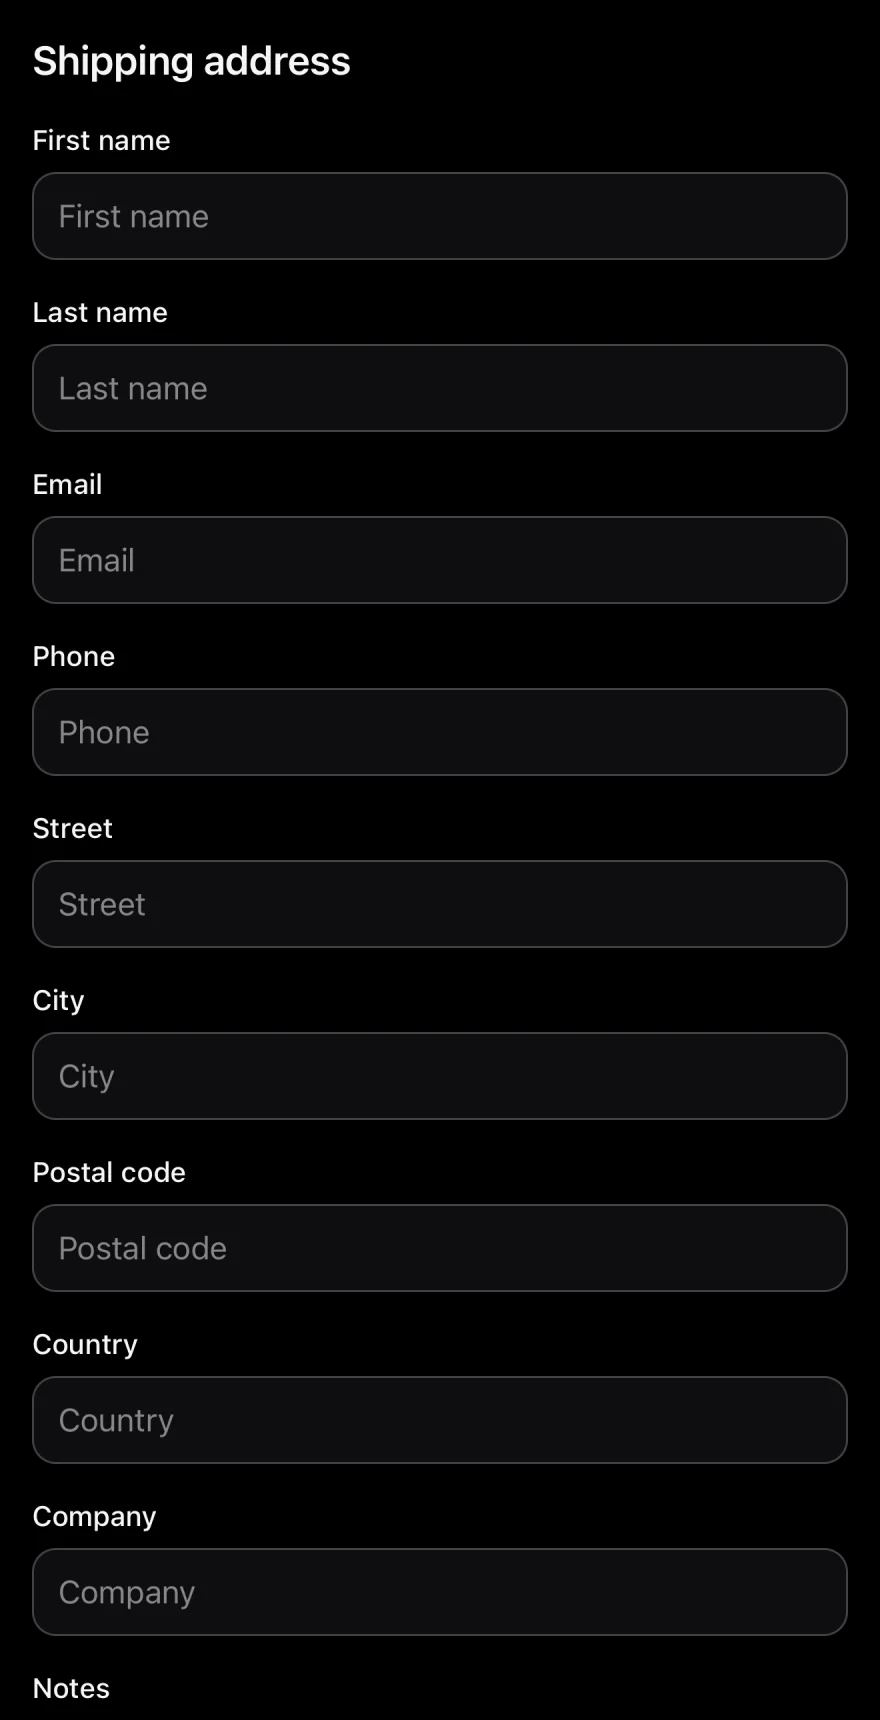 Shipping address
First name
First name
Last name
Last name
Email
Email
Phone
Phone
Street
Street
City
City
Postal code
Postal code
Country
Country
Company
Company
Notes